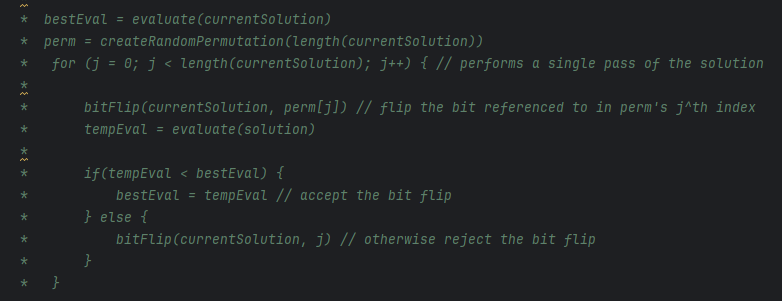 *
* bestEval = evaluate(currentSolution)
* perm = createRandomPermutation(length(currentSolution))
*  for (j = 0; j < length(currentSolution); j++) { // performs a single pass of the solution
*
*      bitFlip(currentSolution, perm[j]) // flip the bit referenced to in perm's j^th index
*      tempEval = evaluate(solution)
*
*      if(tempEval < bestEval) {
*          bestEval = tempEval // accept the bit flip
*      } else {
*          bitFlip(currentSolution, j) // otherwise reject the bit flip
*      }
*  }